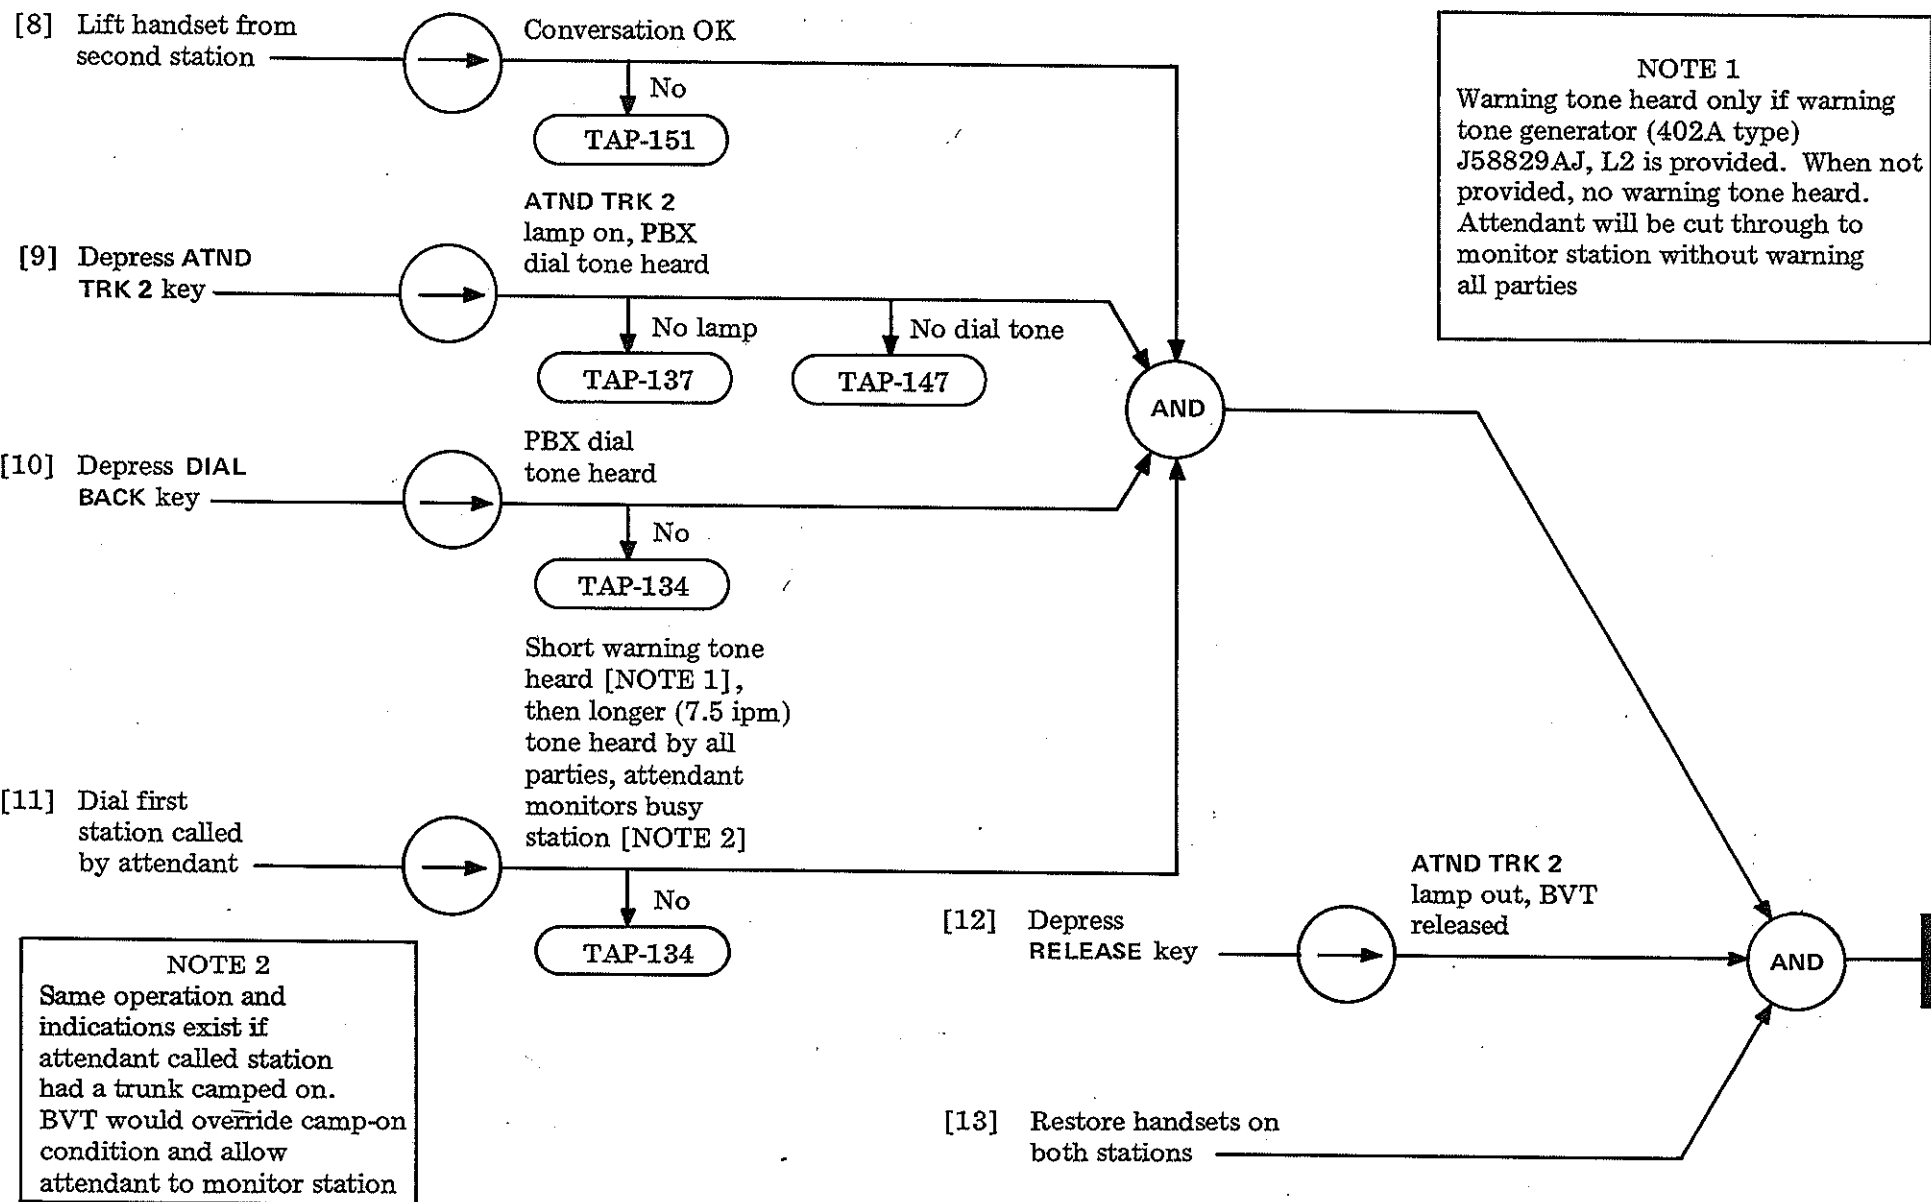 [8] Lift handset from
second station
Conversation OK
No
TAP-151
[9] Depress ATND
TRK 2 key
ATND TRK 2
lamp on, PBX
dial tone heard
No lamp
TAP-137
No dial tone
TAP-147
[10] Depress DIAL
BACK key
PBX dial
tone heard
No
TAP-134
[11] Dial first
station called
by attendant
Short warning tone
heard [NOTE 1],
then longer (7.5 ipm)
tone heard by all
parties, attendant
monitors busy
station [NOTE 2]
No
TAP-134
AND
NOTE 1
Warning tone heard only if warning
tone generator (402A type)
J58829AJ, L2 is provided. When not
provided, no warning tone heard.
Attendant will be cut through to
monitor station without warning
all parties
[12] Depress
RELEASE key
ATND TRK 2
lamp out, BVT
released
AND
[13] Restore handsets on
both stations
NOTE 2
Same operation and
indications exist if
attendant called station
had a trunk camped on.
BVT would override camp-on
condition and allow
attendant to monitor station